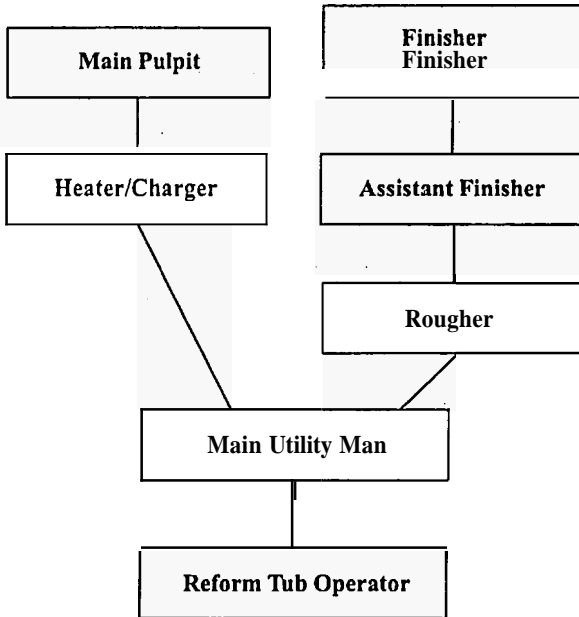 Main Pulpit
Finisher
Finisher
Heater/Charger
Assistant Finisher
Rougher
Main Utility Man
Reform Tub Operator